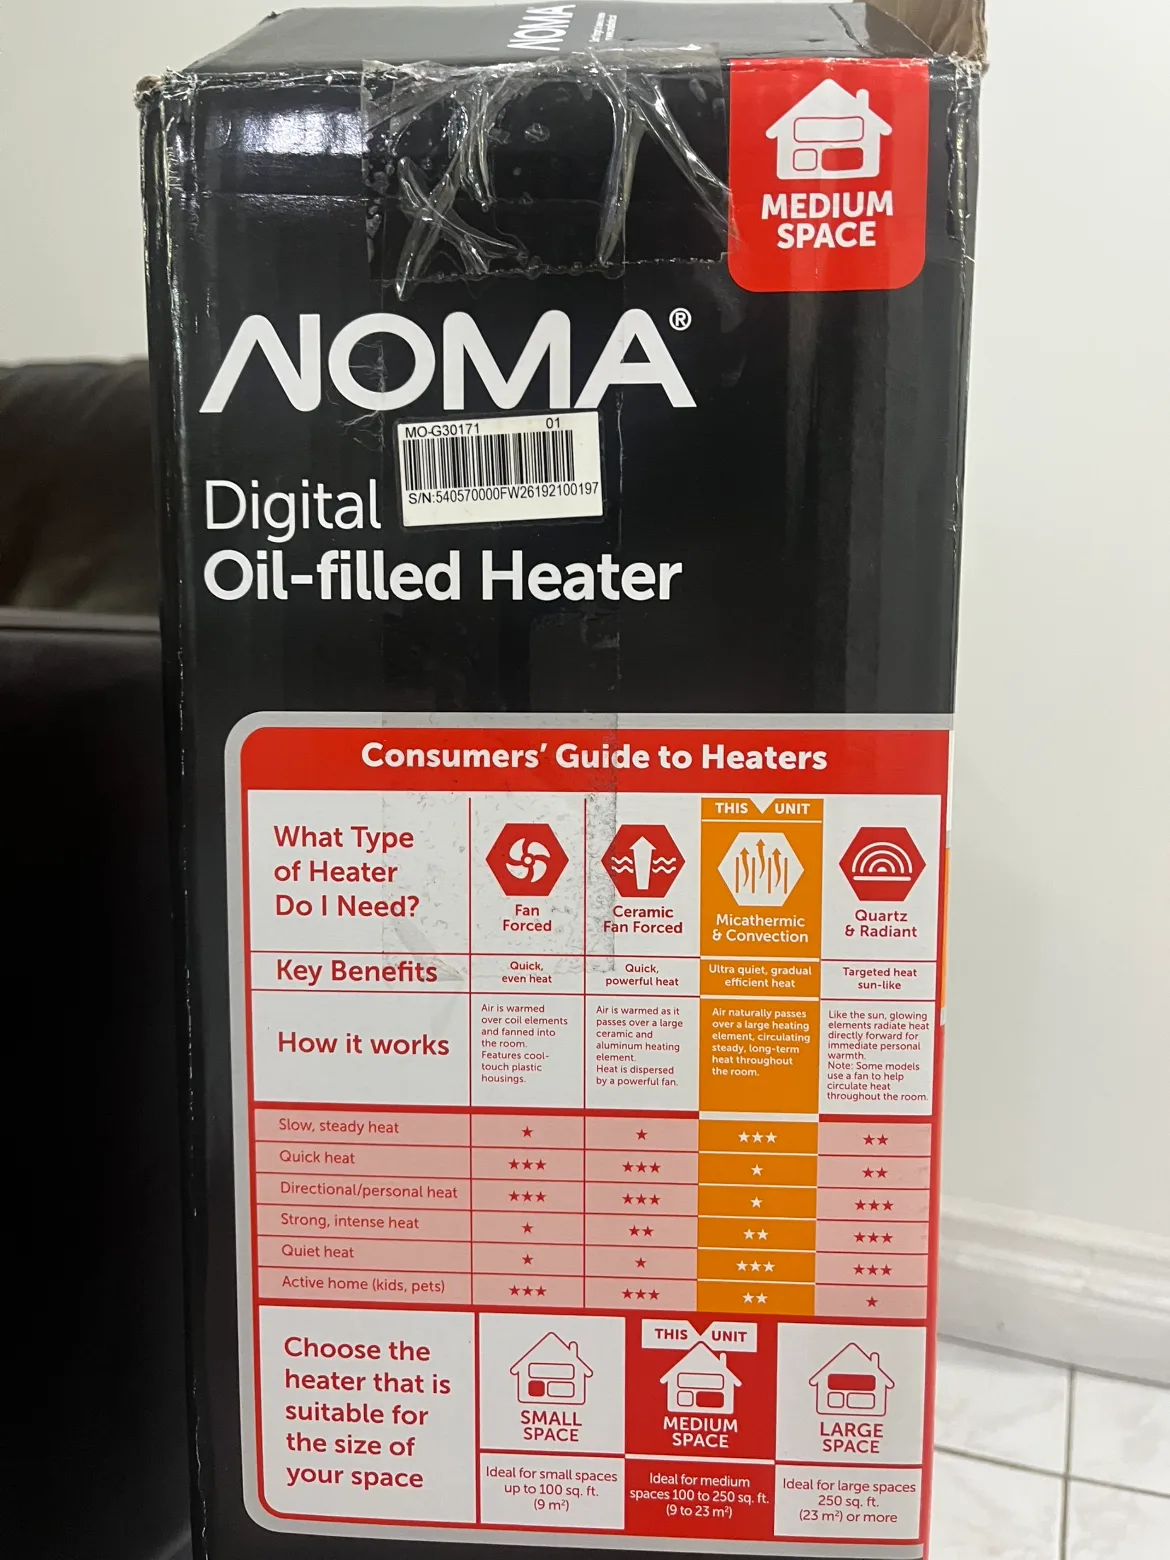 NOMA
MEDIUM
SPACE
NOMA®
MO-G30171 01
S/N:540570000FW26192100197
Digital
Oil-filled Heater
Consumers' Guide to Heaters
What Type
of Heater
Do I Need?
Fan
Forced
Ceramic
Fan Forced
THIS UNIT
Micathermic
& Convection
Quartz
& Radiant
Key Benefits
Quick,
even heat
Quick,
powerful heat
Ultra quiet, gradual
efficient heat
Targeted heat
sun-like
How it works
Air is warmed
over coil elements
and fanned into
the room.
Features cool-
touch plastic
housings.
Air is warmed as it
passes over a large
ceramic and
aluminum heating
element.
Heat is dispersed
by a powerful fan.
Air naturally passes
over a large heating
element, circulating
steady, long-term
heat throughout
the room.
Like the sun, glowing
elements radiate heat
directly forward for
immediate personal
warmth.
Note: Some models
use a fan to help
circulate heat
throughout the room.
Slow, steady heat ★ ★ ★★★ ★★
Quick heat ★★★ ★★★ ★ ★★
Directional/personal heat ★★★ ★★★ ★ ★★★
Strong, intense heat ★ ★★ ★★ ★★★
Quiet heat ★ ★ ★★★ ★★★
Active home (kids, pets) ★★★ ★★★ ★★ ★
Choose the
heater that is
suitable for
the size of
your space
SMALL
SPACE
Ideal for small spaces
up to 100 sq. ft.
(9 m²)
THIS UNIT
MEDIUM
SPACE
Ideal for medium
spaces 100 to 250 sq. ft.
(9 to 23 m²)
LARGE
SPACE
Ideal for large spaces
250 sq. ft.
(23 m²) or more